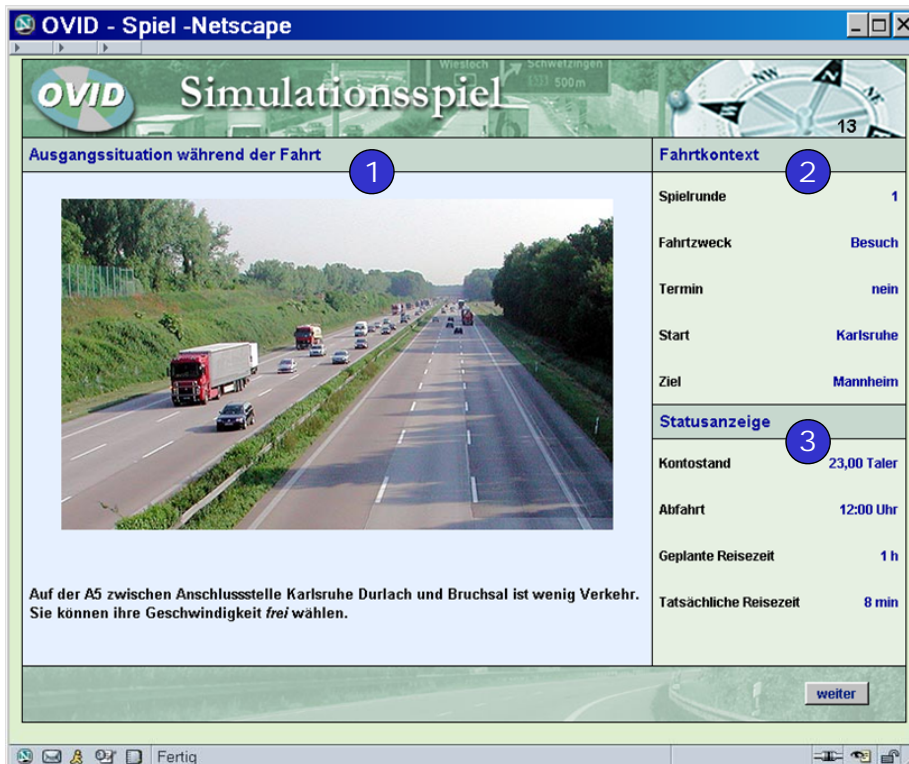 OVID - Spiel -Netscape
OVID
Simulationsspiel
Wiesloch
Schwetzingen
500 m
6
NW
N
NE
13
Ausgangssituation während der Fahrt
1
Auf der A5 zwischen Anschlussstelle Karlsruhe Durlach und Bruchsal ist wenig Verkehr.
Sie können ihre Geschwindigkeit frei wählen.
Fahrtkontext
2
Spielrunde 1
Fahrtzweck Besuch
Termin nein
Start Karlsruhe
Ziel Mannheim
Statusanzeige
3
Kontostand 23,00 Taler
Abfahrt 12:00 Uhr
Geplante Reisezeit 1 h
Tatsächliche Reisezeit 8 min
weiter
Fertig